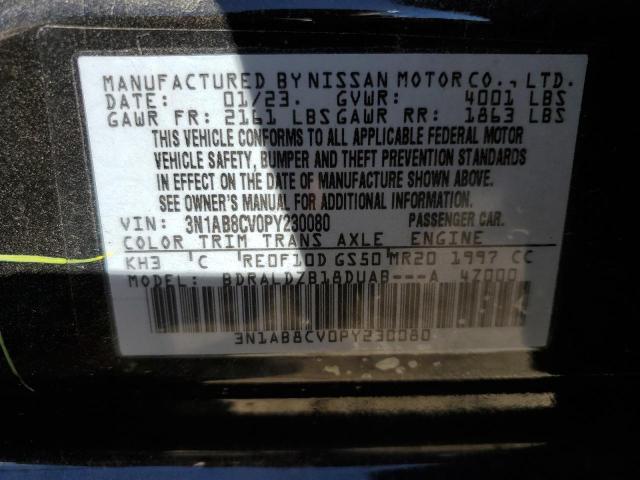 MANUFACTURED BY NISSAN MOTOR CO., LTD.
DATE: 01/23. GVWR: 4001 LBS
GAWR FR: 2161 LBS GAWR RR: 1863 LBS
THIS VEHICLE CONFORMS TO ALL APPLICABLE FEDERAL MOTOR
VEHICLE SAFETY, BUMPER AND THEFT PREVENTION STANDARDS
IN EFFECT ON THE DATE OF MANUFACTURE SHOWN ABOVE.
SEE OWNER'S MANUAL FOR ADDITIONAL INFORMATION.
VIN: 3N1AB8CV0PY230080 PASSENGER CAR.
COLOR TRIM TRANS AXLE ENGINE
KH3 'C 'RE0F10D GS50 MR20 1997 CC
MODEL: BDRALDZB18DUAB---A 47000
3N1AB8CV0PY230080